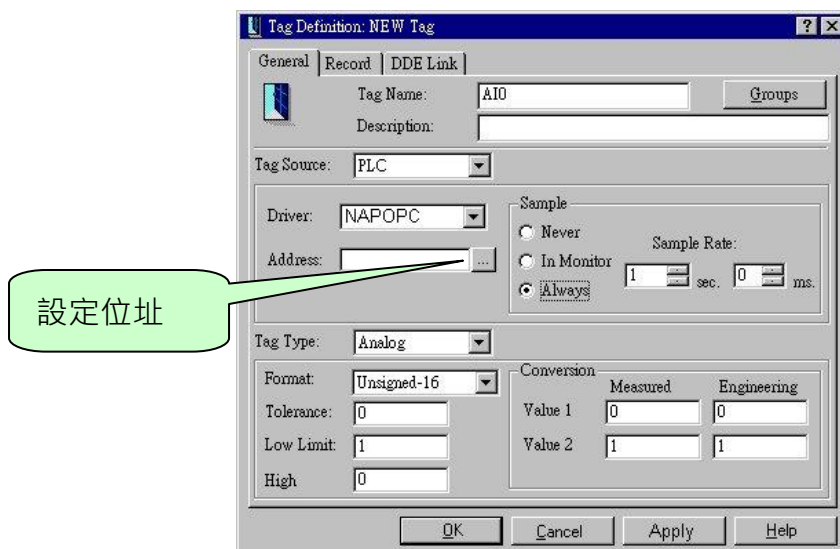 Tag Definition: NEW Tag
General Record DDE Link
Tag Name: AI0 Groups
Description:
Tag Source: PLC
Driver: NAPOPC
Address: ...
Sample
Never
In Monitor
Always
Sample Rate:
1 sec. 0 ms.
設定位址
Tag Type: Analog
Format: Unsigned-16
Tolerance: 0
Low Limit: 1
High 0
Conversion
Measured Engineering
Value 1 0 0
Value 2 1 1
OK Cancel Apply Help